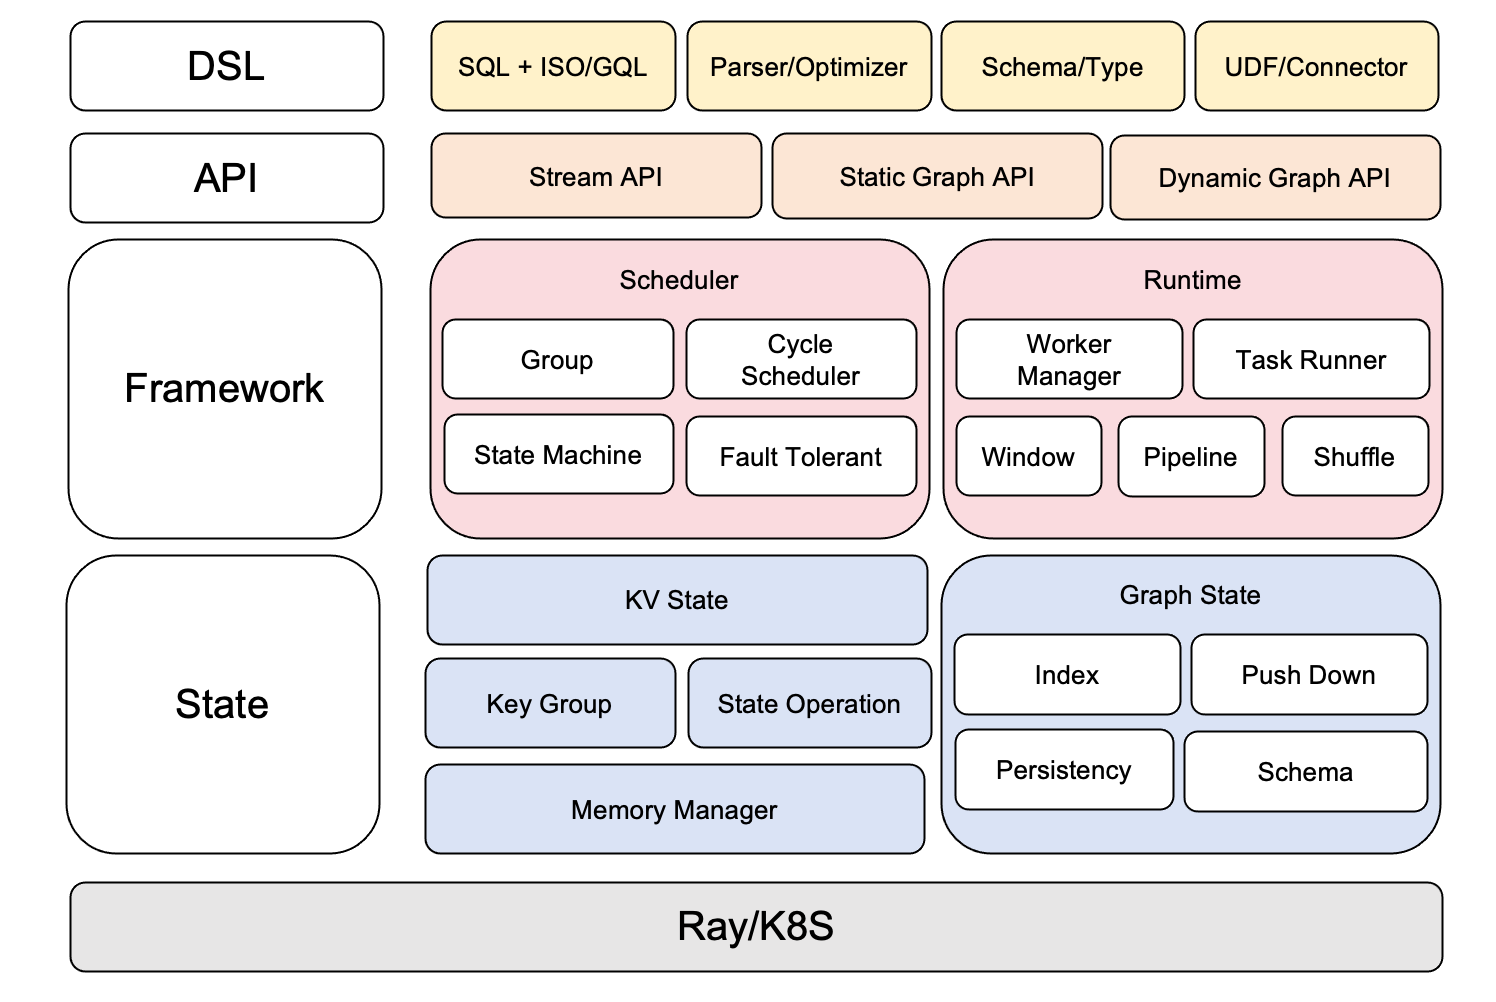 DSL
SQL + ISO/GQL
Parser/Optimizer
Schema/Type
UDF/Connector
API
Stream API
Static Graph API
Dynamic Graph API
Framework
Scheduler
Group
Cycle
Scheduler
State Machine
Fault Tolerant
Runtime
Worker
Manager
Task Runner
Window
Pipeline
Shuffle
State
KV State
Key Group
State Operation
Memory Manager
Graph State
Index
Push Down
Persistency
Schema
Ray/K8S